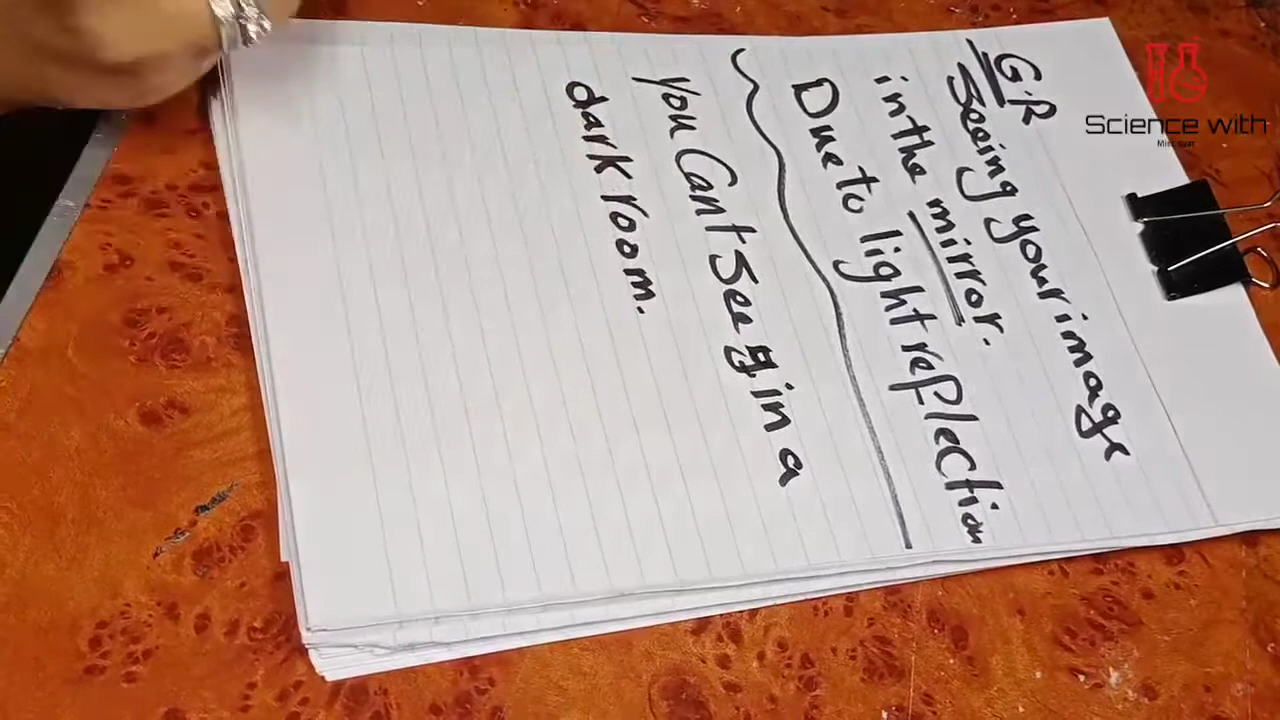 G.R
Seeing your image
in the mirror.
Due to light reflection
you Cant see in a
dark room.
Science with